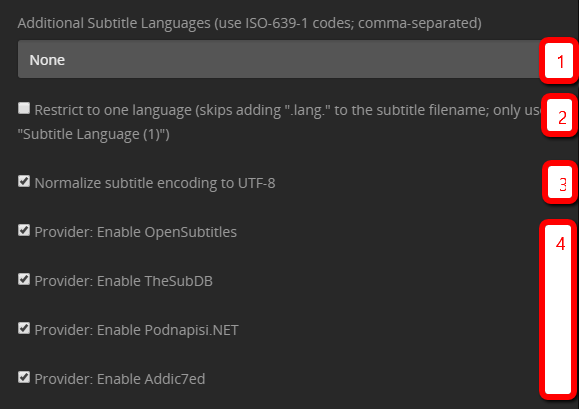 Additional Subtitle Languages (use ISO-639-1 codes; comma-separated)
None
1
Restrict to one language (skips adding ".lang." to the subtitle filename; only
2
"Subtitle Language (1)")
Normalize subtitle encoding to UTF-8
3
Provider: Enable OpenSubtitles
4
Provider: Enable TheSubDB
Provider: Enable Podnapisi.NET
Provider: Enable Addic7ed